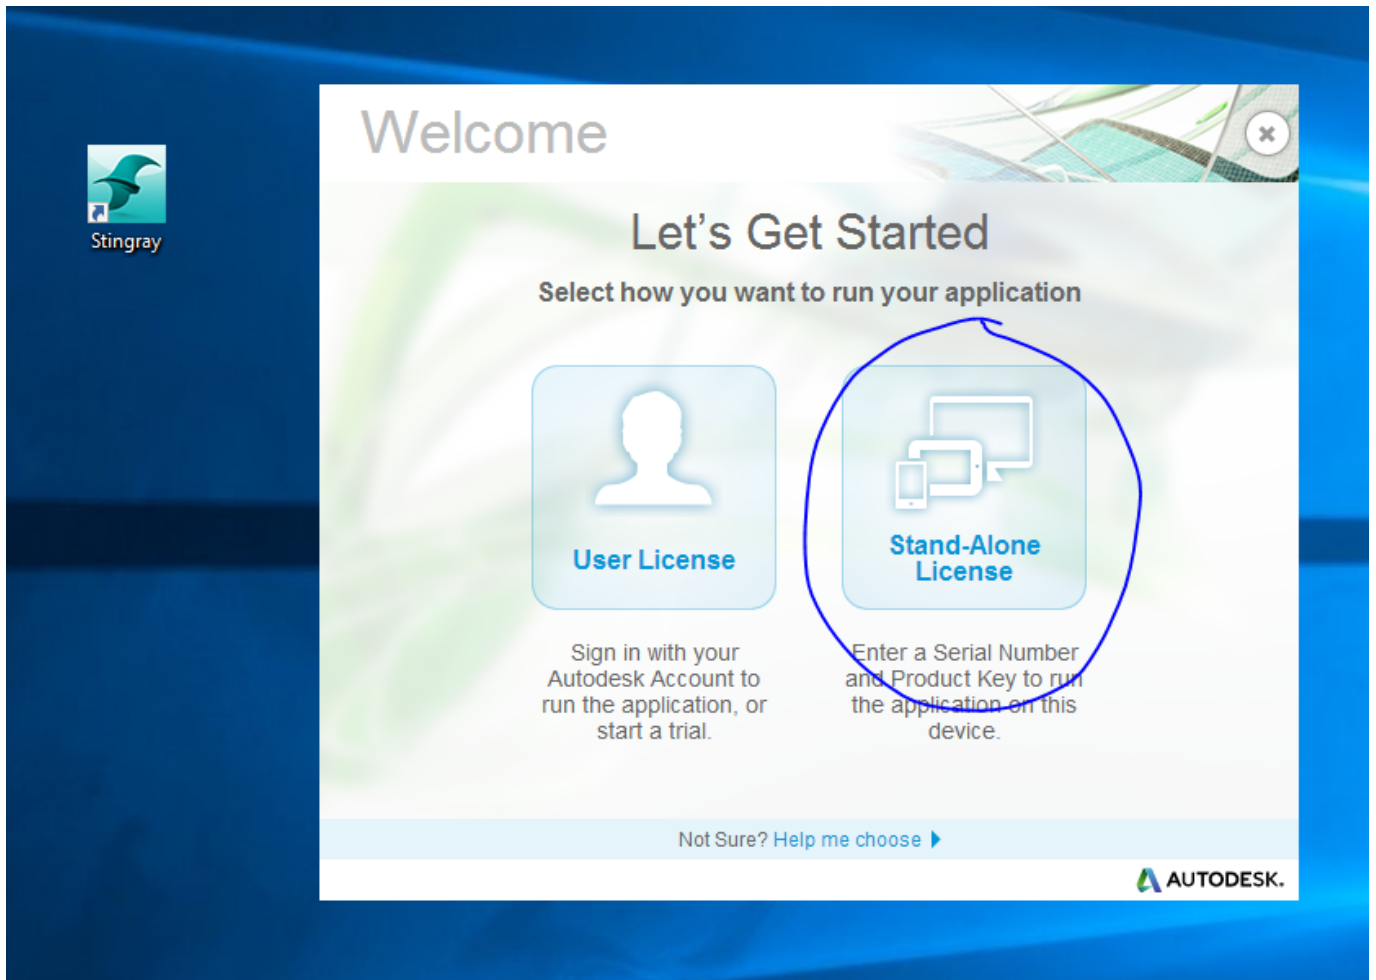 Welcome
Stingray
Let's Get Started
Select how you want to run your application
User License
Stand-Alone
License
Sign in with your
Autodesk Account to
run the application, or
start a trial.
Enter a Serial Number
and Product Key to run
the application on this
device.
Not Sure? Help me choose
AUTODESK.